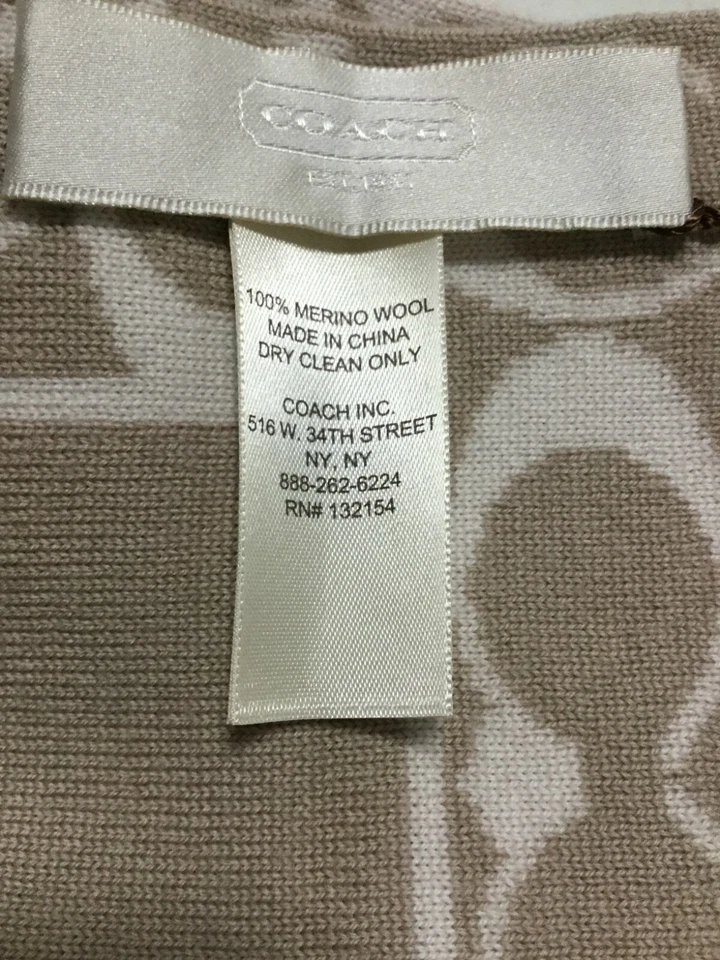 COACH
100% MERINO WOOL
MADE IN CHINA
DRY CLEAN ONLY
COACH INC.
516 W. 34TH STREET
NY, NY
888-262-6224
RN# 132154